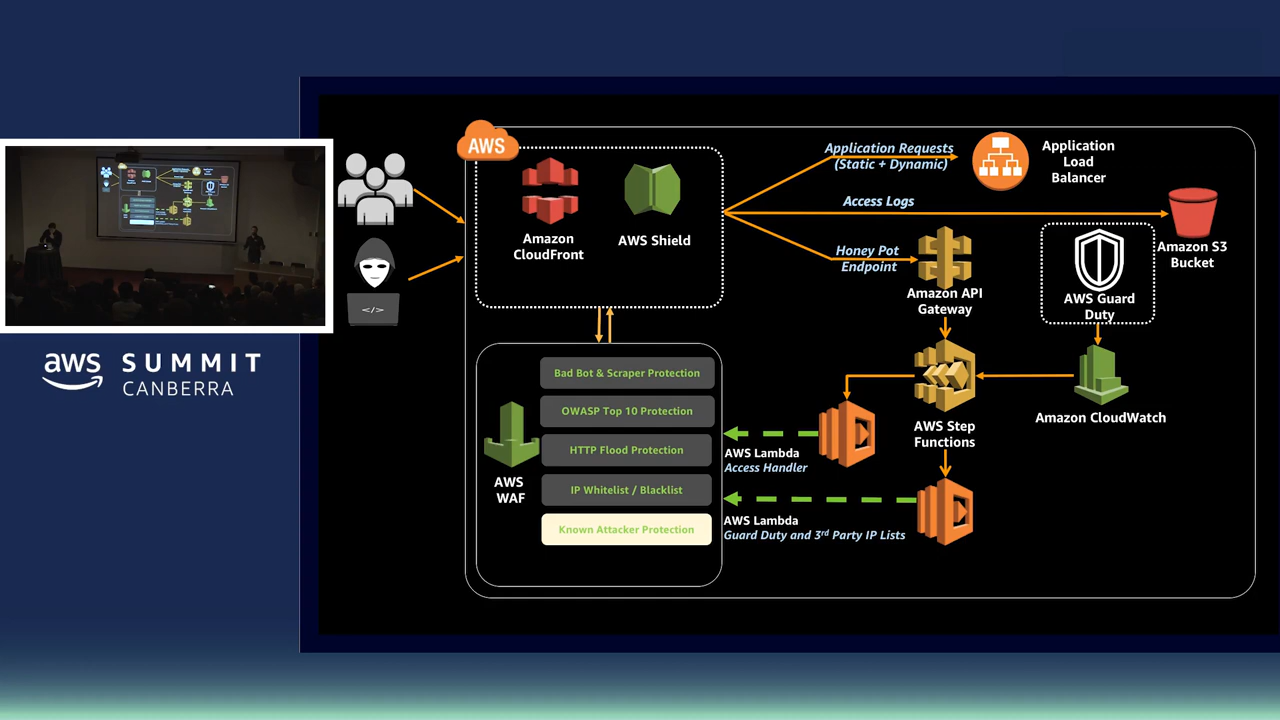 AWS
Amazon
CloudFront
AWS Shield
Application Requests
(Static + Dynamic)
Application
Load
Balancer
Access Logs
Amazon S3
Bucket
Honey Pot
Endpoint
Amazon API
Gateway
AWS Guard
Duty
</>
aws SUMMIT
CANBERRA
Bad Bot & Scraper Protection
OWASP Top 10 Protection
HTTP Flood Protection
IP Whitelist / Blacklist
Known Attacker Protection
AWS
WAF
AWS Lambda
Access Handler
AWS Step
Functions
Amazon CloudWatch
AWS Lambda
Guard Duty and 3rd Party IP Lists